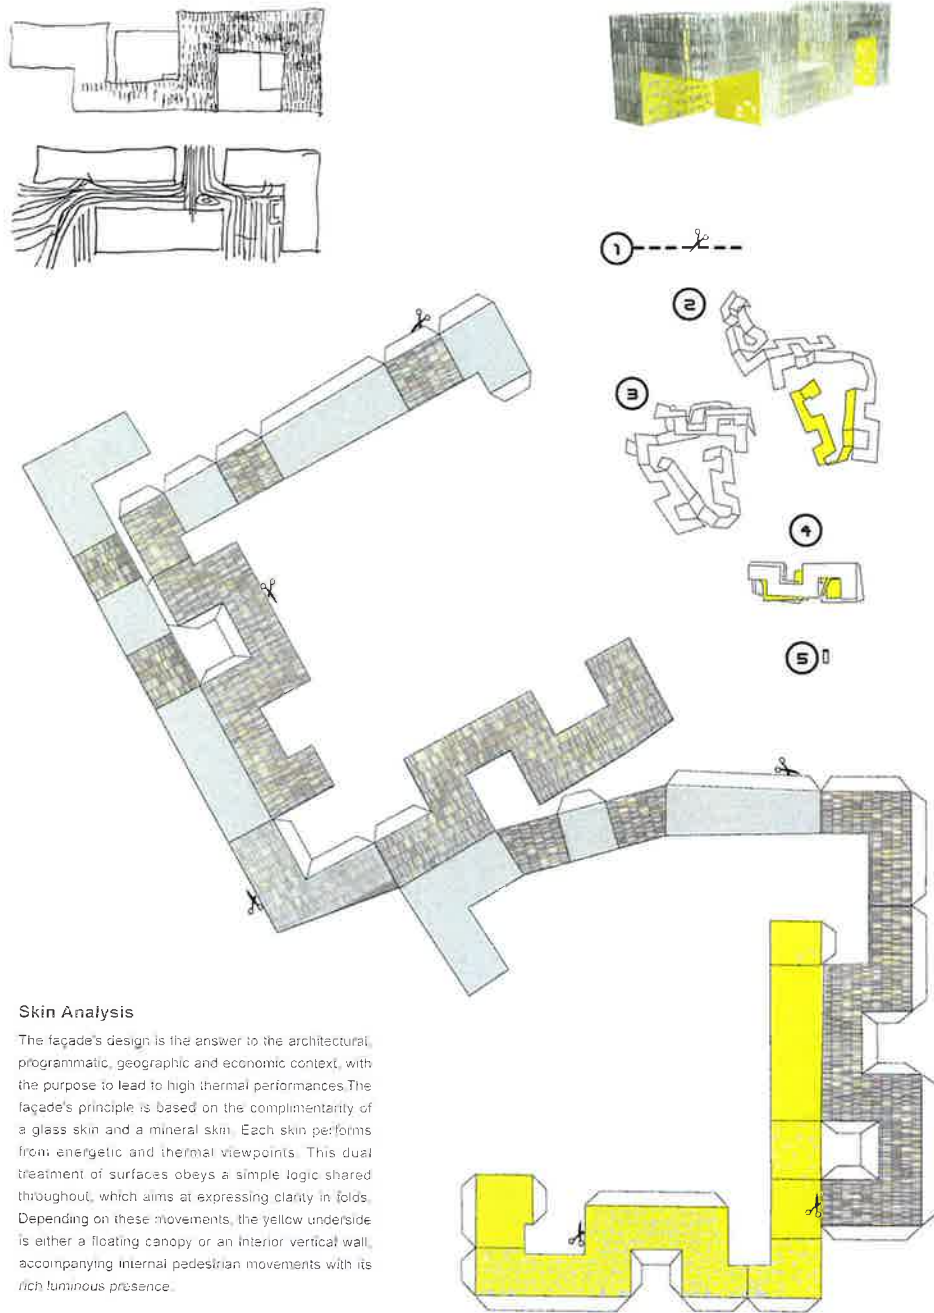 1
2
3
4
5
Skin Analysis
The façade's design is the answer to the architectural,
programmatic, geographic and economic context, with
the purpose to lead to high thermal performances.The
façade's principle is based on the complimentarity of
a glass skin and a mineral skin. Each skin performs
from energetic and thermal viewpoints. This dual
treatment of surfaces obeys a simple logic shared
throughout, which aims at expressing clarity in folds.
Depending on these movements, the yellow underside
is either a floating canopy or an interior vertical wall,
accompanying internal pedestrian movements with its
rich luminous presence.